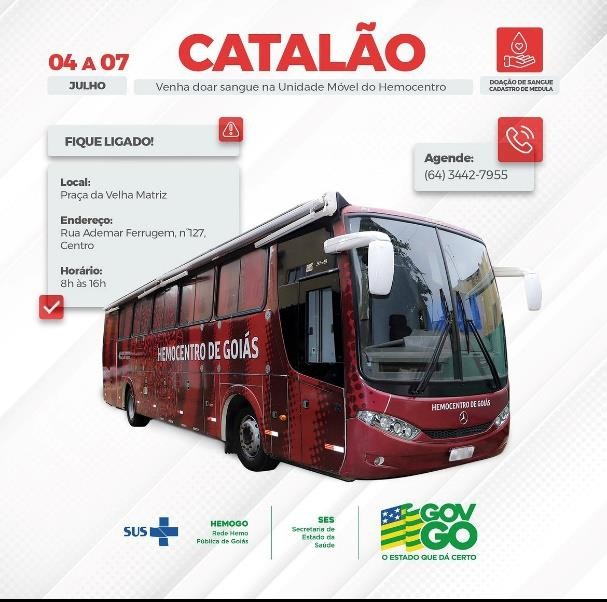 CATALÃO
04 A 07
JULHO
Venha doar sangue na Unidade Móvel do Hemocentro
DOAÇÃO DE SANGUE
CADASTRO DE MEDULA
FIQUE LIGADO!
Agende:
(64) 3442-7955
Local:
Praça da Velha Matriz
Endereço:
Rua Ademar Ferrugem, nº127,
Centro
Horário:
8h às 16h
HEMOCENTRO DE GOIÁS
HEMOCENTRO DE GOIÁS
SUS
HEMOGO
Rede Hemo
Pública de Goiás
SES
Secretaria de
Estado da
Saúde
GOV
GO
O ESTADO QUE DÁ CERTO